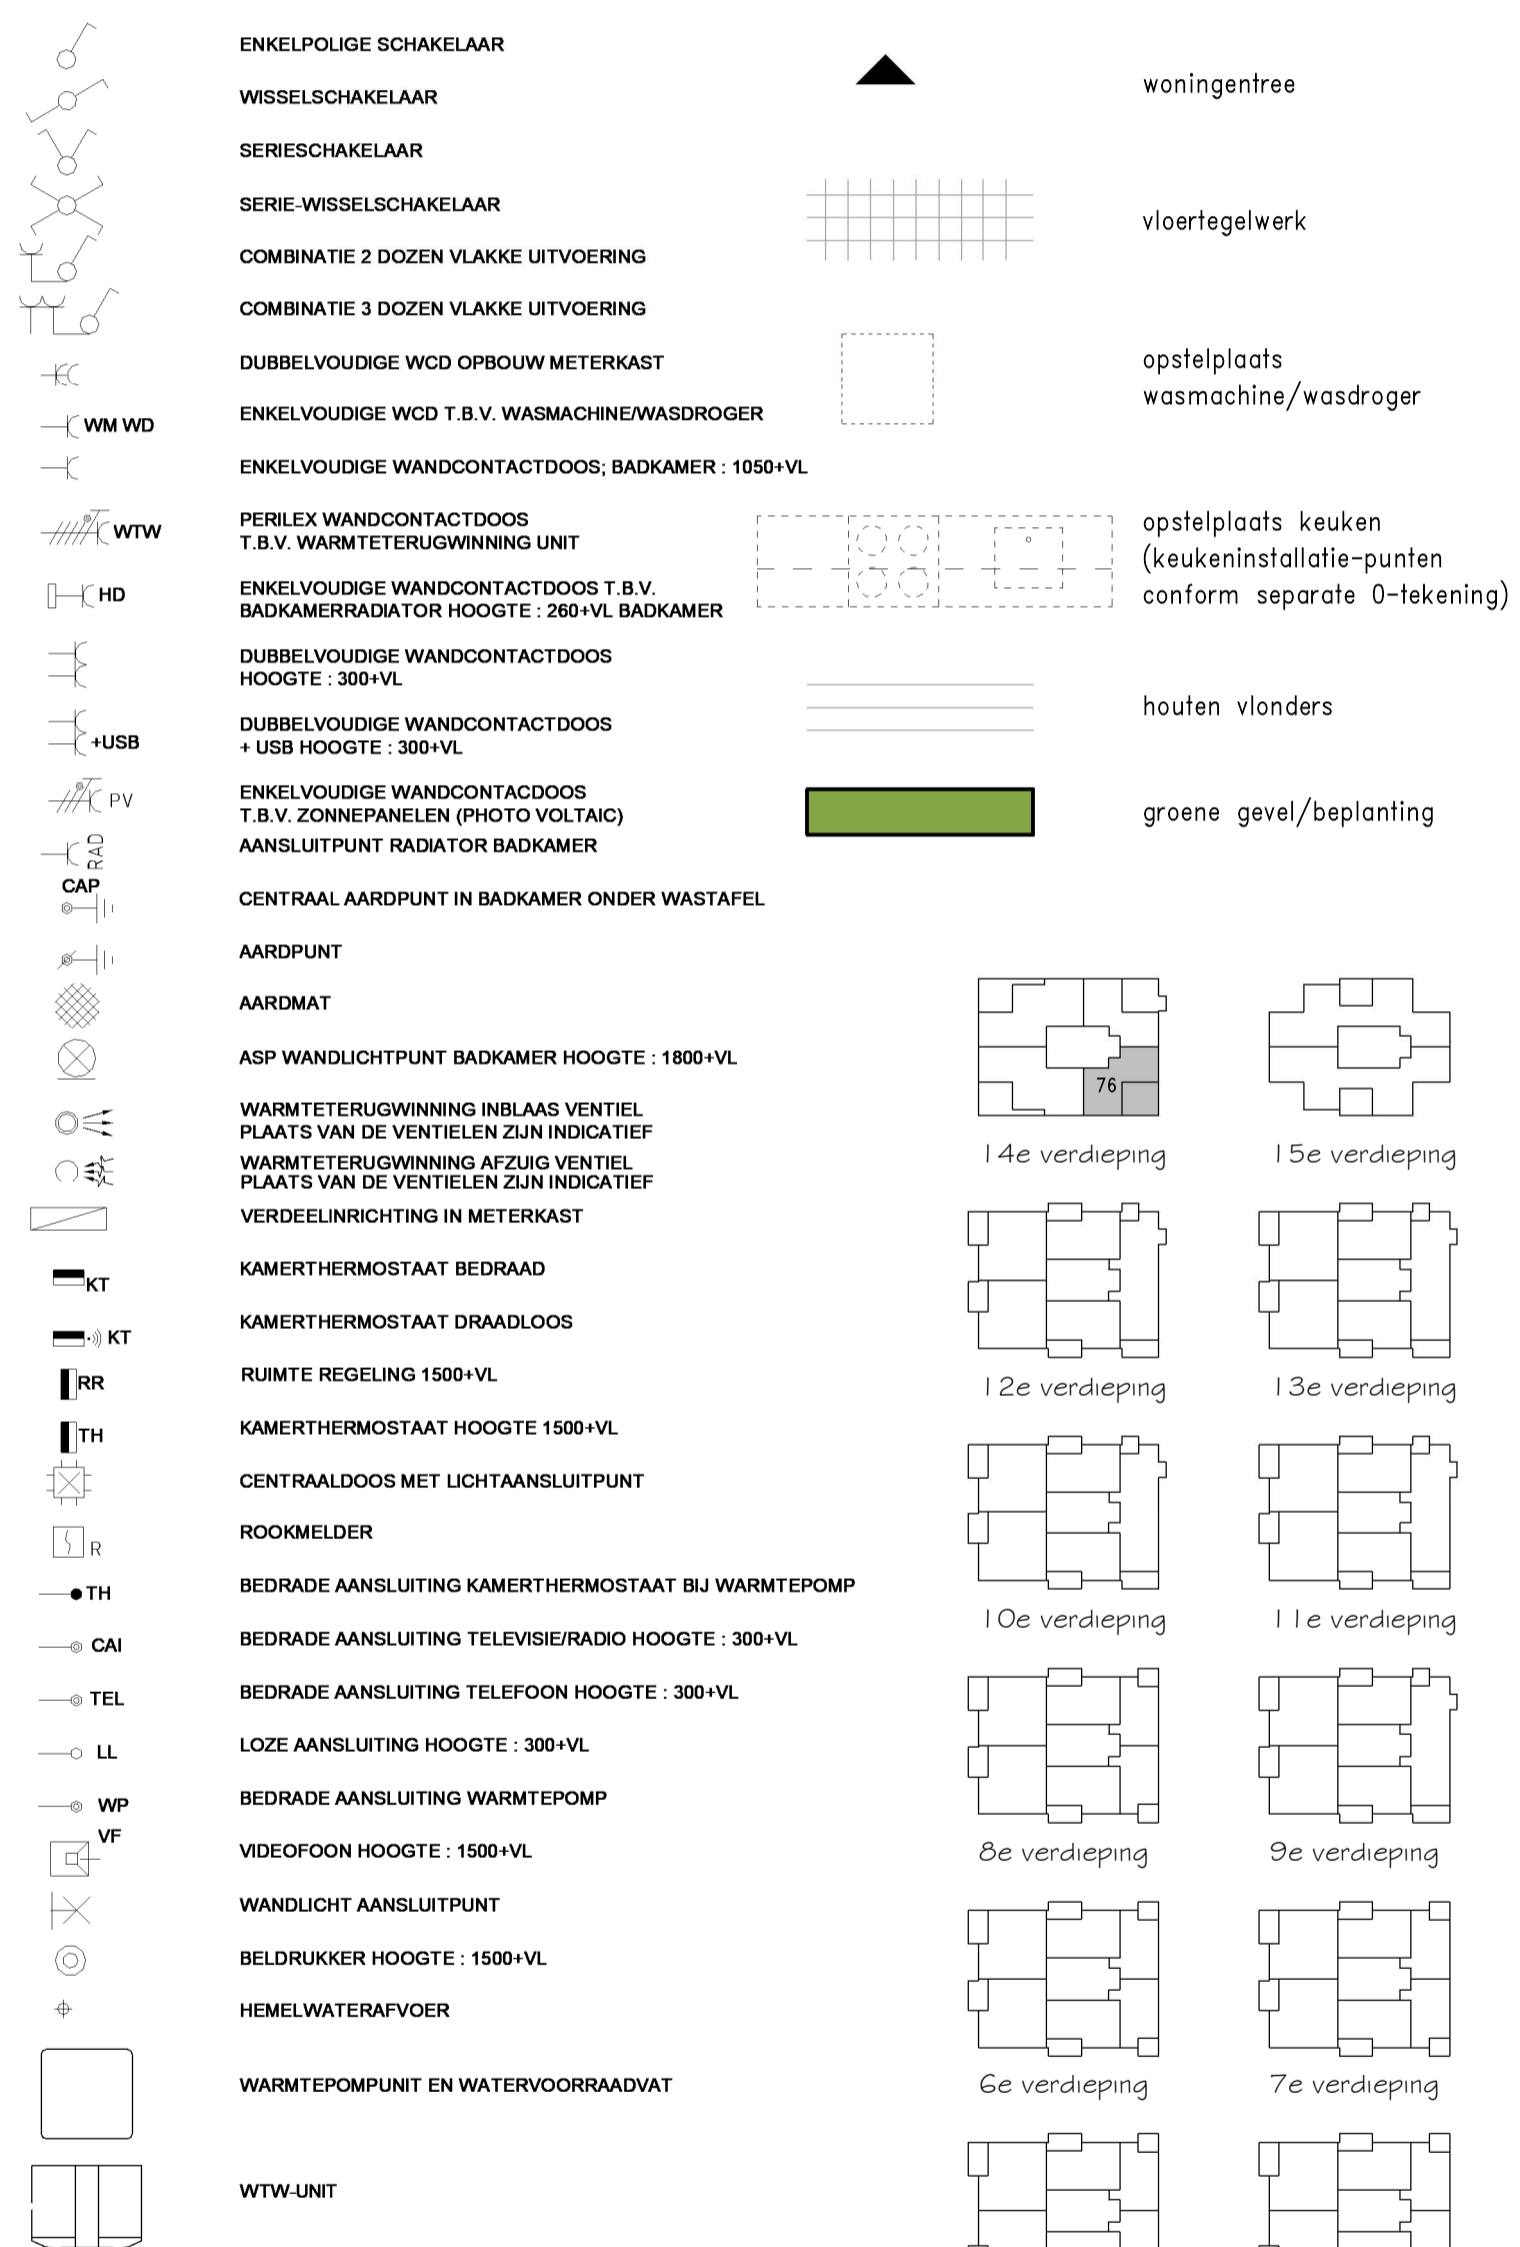 ENKELPOLIGE SCHAKELAAR
WISSELSCHAKELAAR
SERIESCHAKELAAR
SERIE-WISSELSCHAKELAAR
COMBINATIE 2 DOZEN VLAKKE UITVOERING
COMBINATIE 3 DOZEN VLAKKE UITVOERING
DUBBELVOUDIGE WCD OPBOUW METERKAST
WM WD
ENKELVOUDIGE WCD T.B.V. WASMACHINE/WASDROGER
ENKELVOUDIGE WANDCONTACTDOOS; BADKAMER : 1050+VL
WTW
PERILEX WANDCONTACTDOOS
T.B.V. WARMTETERUGWINNING UNIT
HD
ENKELVOUDIGE WANDCONTACTDOOS T.B.V.
BADKAMERRADIATOR HOOGTE : 260+VL BADKAMER
DUBBELVOUDIGE WANDCONTACTDOOS
HOOGTE : 300+VL
+USB
DUBBELVOUDIGE WANDCONTACTDOOS
+ USB HOOGTE : 300+VL
PV
ENKELVOUDIGE WANDCONTACDOOS
T.B.V. ZONNEPANELEN (PHOTO VOLTAIC)
RAD
AANSLUITPUNT RADIATOR BADKAMER
CAP
CENTRAAL AARDPUNT IN BADKAMER ONDER WASTAFEL
AARDPUNT
AARDMAT
ASP WANDLICHTPUNT BADKAMER HOOGTE : 1800+VL
WARMTETERUGWINNING INBLAAS VENTIEL
PLAATS VAN DE VENTIELEN ZIJN INDICATIEF
WARMTETERUGWINNING AFZUIG VENTIEL
PLAATS VAN DE VENTIELEN ZIJN INDICATIEF
VERDEELINRICHTING IN METERKAST
KT
KAMERTHERMOSTAAT BEDRAAD
KT
KAMERTHERMOSTAAT DRAADLOOS
RR
RUIMTE REGELING 1500+VL
TH
KAMERTHERMOSTAAT HOOGTE 1500+VL
CENTRAALDOOS MET LICHTAANSLUITPUNT
R
ROOKMELDER
TH
BEDRADE AANSLUITING KAMERTHERMOSTAAT BIJ WARMTEPOMP
CAI
BEDRADE AANSLUITING TELEVISIE/RADIO HOOGTE : 300+VL
TEL
BEDRADE AANSLUITING TELEFOON HOOGTE : 300+VL
LL
LOZE AANSLUITING HOOGTE : 300+VL
WP
BEDRADE AANSLUITING WARMTEPOMP
VF
VIDEOFOON HOOGTE : 1500+VL
WANDLICHT AANSLUITPUNT
BELDRUKKER HOOGTE : 1500+VL
HEMELWATERAFVOER
WARMTEPOMPUNIT EN WATERVOORRAADVAT
WTW-UNIT
woningentree
vloertegelwerk
opstelplaats
wasmachine/wasdroger
opstelplaats keuken
(keukeninstallatie-punten
conform separate 0-tekening)
houten vlonders
groene gevel/beplanting
76
14e verdieping
15e verdieping
12e verdieping
13e verdieping
10e verdieping
11e verdieping
8e verdieping
9e verdieping
6e verdieping
7e verdieping